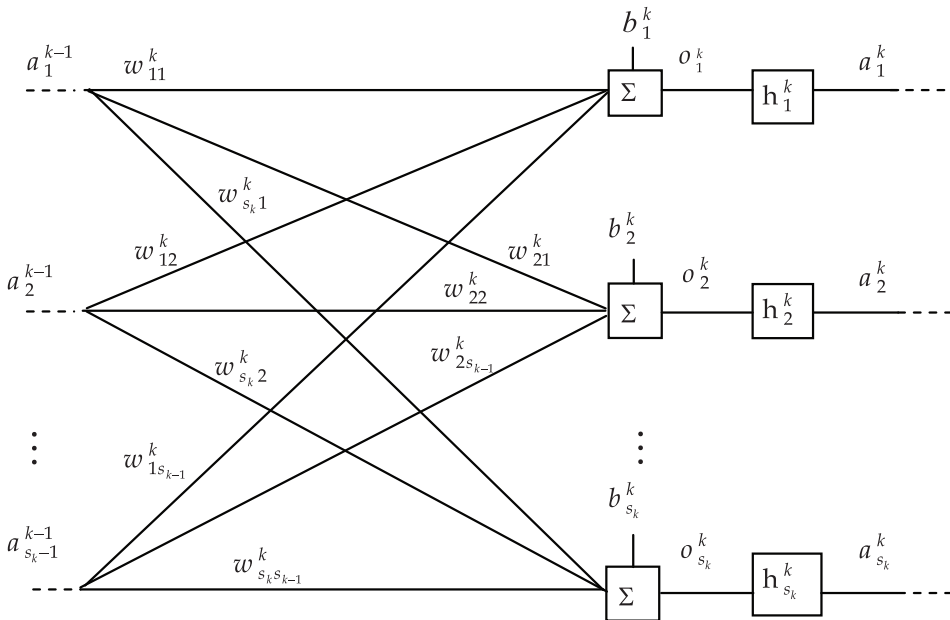 b_1^k
a_1^{k-1} w_{11}^k o_1^k a_1^k
Σ h_1^k
w_{s_k 1}^k
b_2^k
w_{12}^k w_{21}^k
a_2^{k-1} w_{22}^k o_2^k a_2^k
Σ h_2^k
w_{s_k 2}^k w_{2s_{k-1}}^k
⋮ ⋮
w_{1s_{k-1}}^k
b_{s_k}^k
a_{s_k-1}^{k-1} w_{s_k s_{k-1}}^k o_{s_k}^k a_{s_k}^k
Σ h_{s_k}^k